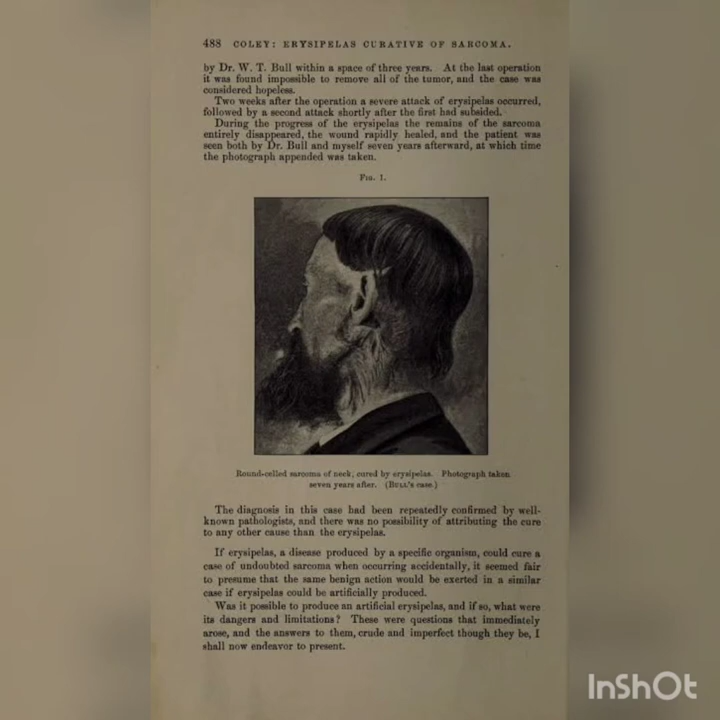 488 COLEY: ERYSIPELAS CURATIVE OF SARCOMA.
by Dr. W. T. Bull within a space of three years. At the last operation
it was found impossible to remove all of the tumor, and the case was
considered hopeless.
Two weeks after the operation a severe attack of erysipelas occurred,
followed by a second attack shortly after the first had subsided.
During the progress of the erysipelas the remains of the sarcoma
entirely disappeared, the wound rapidly healed, and the patient was
seen both by Dr. Bull and myself seven years afterward, at which time
the photograph appended was taken.
FIG. 1.
Round-celled sarcoma of neck, cured by erysipelas. Photograph taken
seven years after. (BULL'S case.)
The diagnosis in this case had been repeatedly confirmed by well-
known pathologists, and there was no possibility of attributing the cure
to any other cause than the erysipelas.
If erysipelas, a disease produced by a specific organism, could cure a
case of undoubted sarcoma when occurring accidentally, it seemed fair
to presume that the same benign action would be exerted in a similar
case if erysipelas could be artificially produced.
Was it possible to produce an artificial erysipelas, and if so, what were
its dangers and limitations? These were questions that immediately
arose, and the answers to them, crude and imperfect though they be, I
shall now endeavor to present.
InShOt